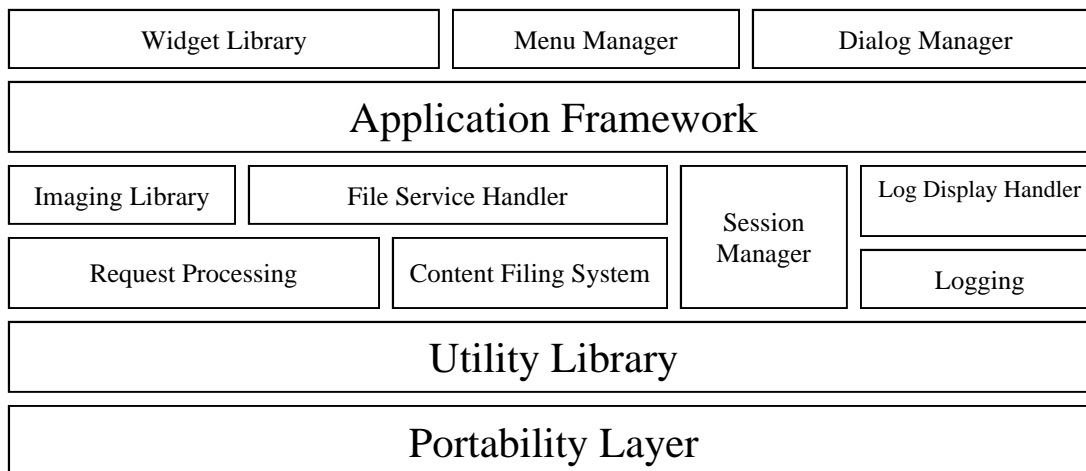 Widget Library
Menu Manager
Dialog Manager
Application Framework
Imaging Library
File Service Handler
Session
Manager
Log Display Handler
Request Processing
Content Filing System
Logging
Utility Library
Portability Layer